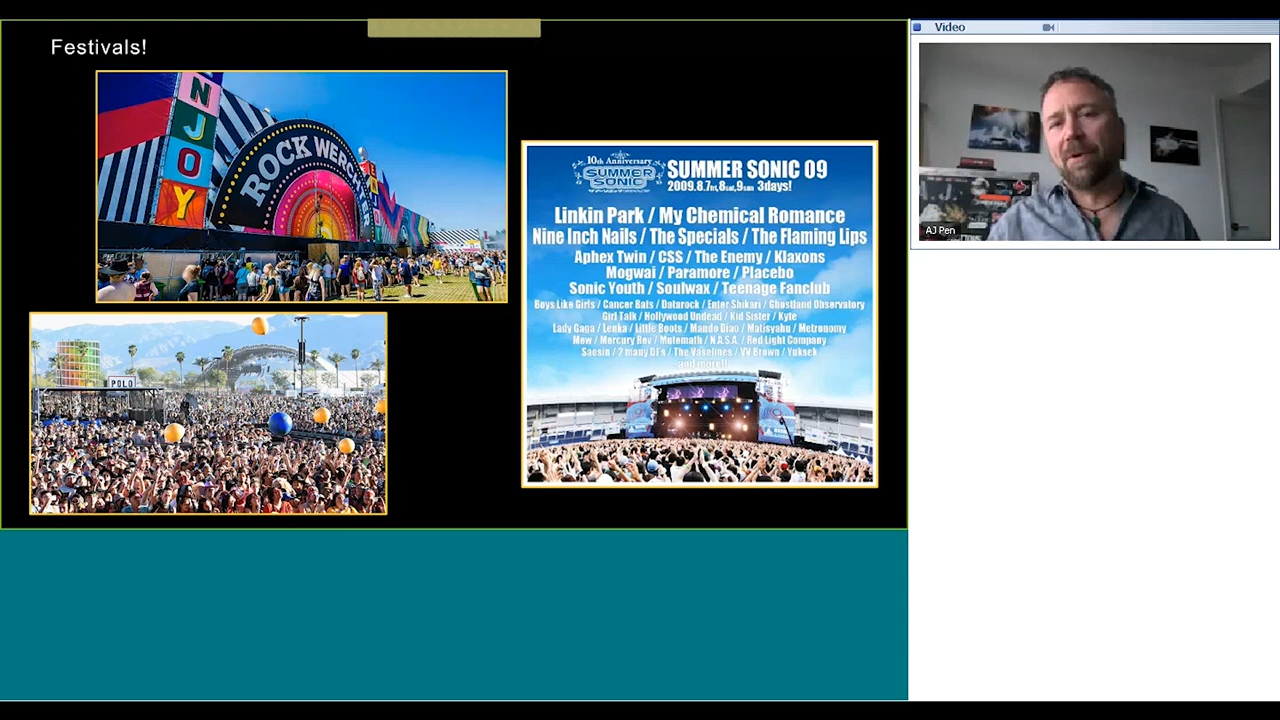 Festivals!
NJOY
ROCK WERC
POLO
10th Anniversary
SUMMER SONIC
SUMMER SONIC 09
2009.8.7fri,8sat,9sun 3days!
Linkin Park / My Chemical Romance
Nine Inch Nails / The Specials / The Flaming Lips
Aphex Twin / CSS / The Enemy / Klaxons
Mogwai / Paramore / Placebo
Sonic Youth / Soulwax / Teenage Fanclub
Boys Like Girls / Cancer Bats / Datarock / Enter Shikari / Ghostland Observatory
Girl Talk / Hollywood Undead / Kid Sister / Kyte
Lady Gaga / Lenka / Little Boots / Mando Diao / Matisyahu / Metronomy
Mew / Mercury Rev / Mutemath / N.A.S.A. / Red Light Company
Saosin / 2 many DJ's / The Vaselines / VV Brown / Yuksek
and more!!
Video
AJ Pen